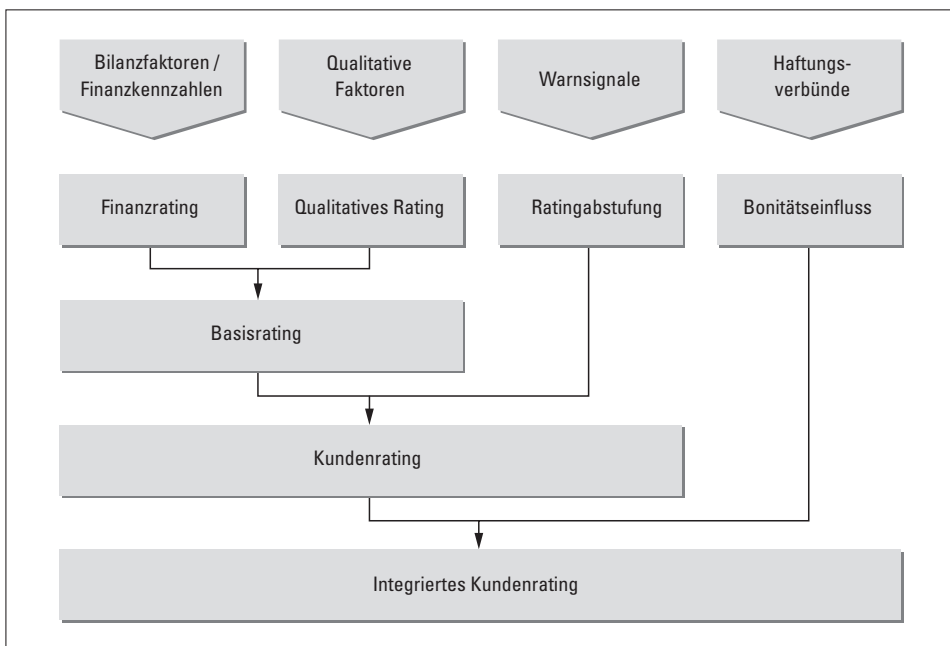 Bilanzfaktoren /
Finanzkennzahlen
Qualitative
Faktoren
Warnsignale
Haftungs-
verbünde
Finanzrating
Qualitatives Rating
Ratingabstufung
Bonitätseinfluss
Basisrating
Kundenrating
Integriertes Kundenrating